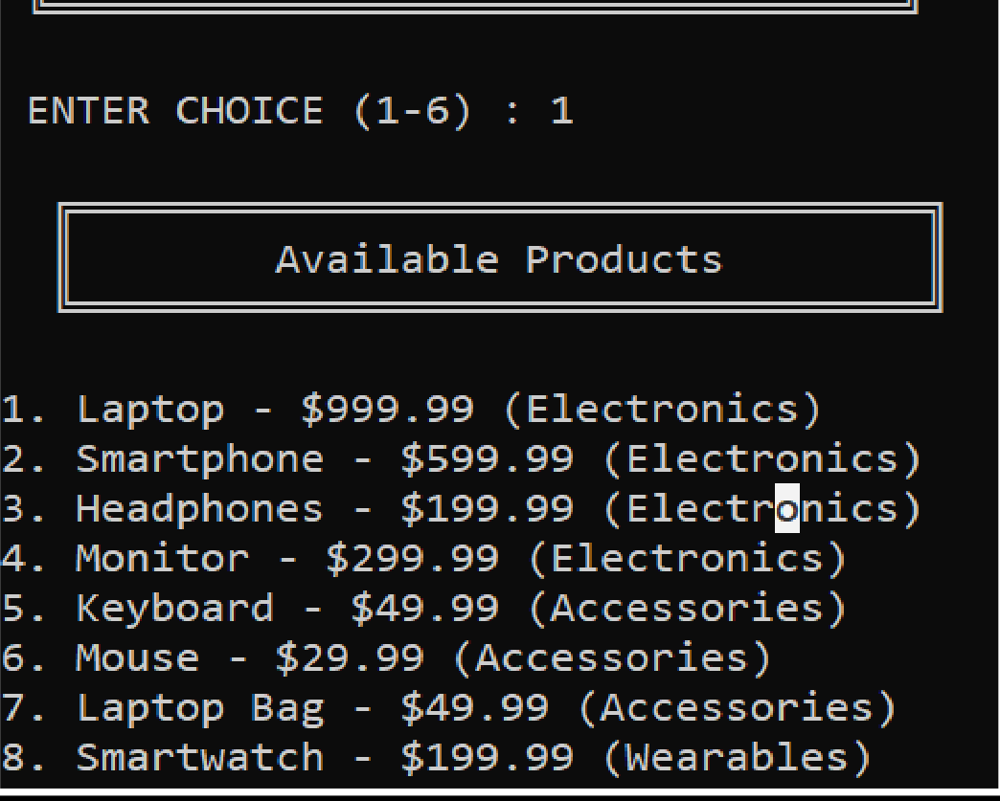 ENTER CHOICE (1-6) : 1
Available Products
1. Laptop - $999.99 (Electronics)
2. Smartphone - $599.99 (Electronics)
3. Headphones - $199.99 (Electronics)
4. Monitor - $299.99 (Electronics)
5. Keyboard - $49.99 (Accessories)
6. Mouse - $29.99 (Accessories)
7. Laptop Bag - $49.99 (Accessories)
8. Smartwatch - $199.99 (Wearables)